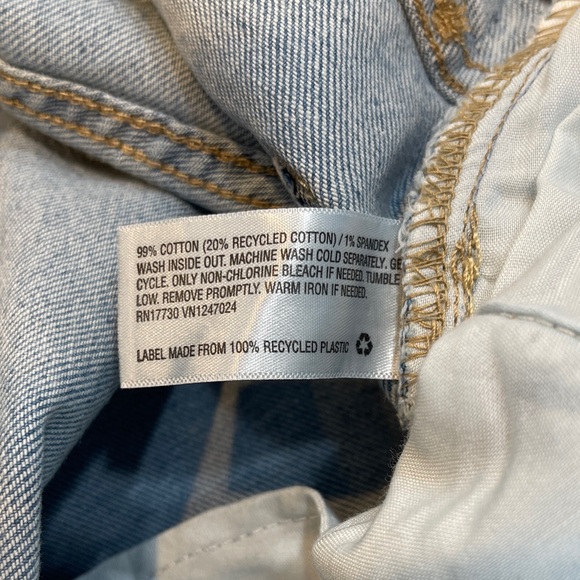 99% COTTON (20% RECYCLED COTTON) / 1% SPANDEX
WASH INSIDE OUT. MACHINE WASH COLD SEPARATELY. GE
CYCLE. ONLY NON-CHLORINE BLEACH IF NEEDED. TUMBLE
LOW. REMOVE PROMPTLY. WARM IRON IF NEEDED.
RN17730 VN1247024
LABEL MADE FROM 100% RECYCLED PLASTIC